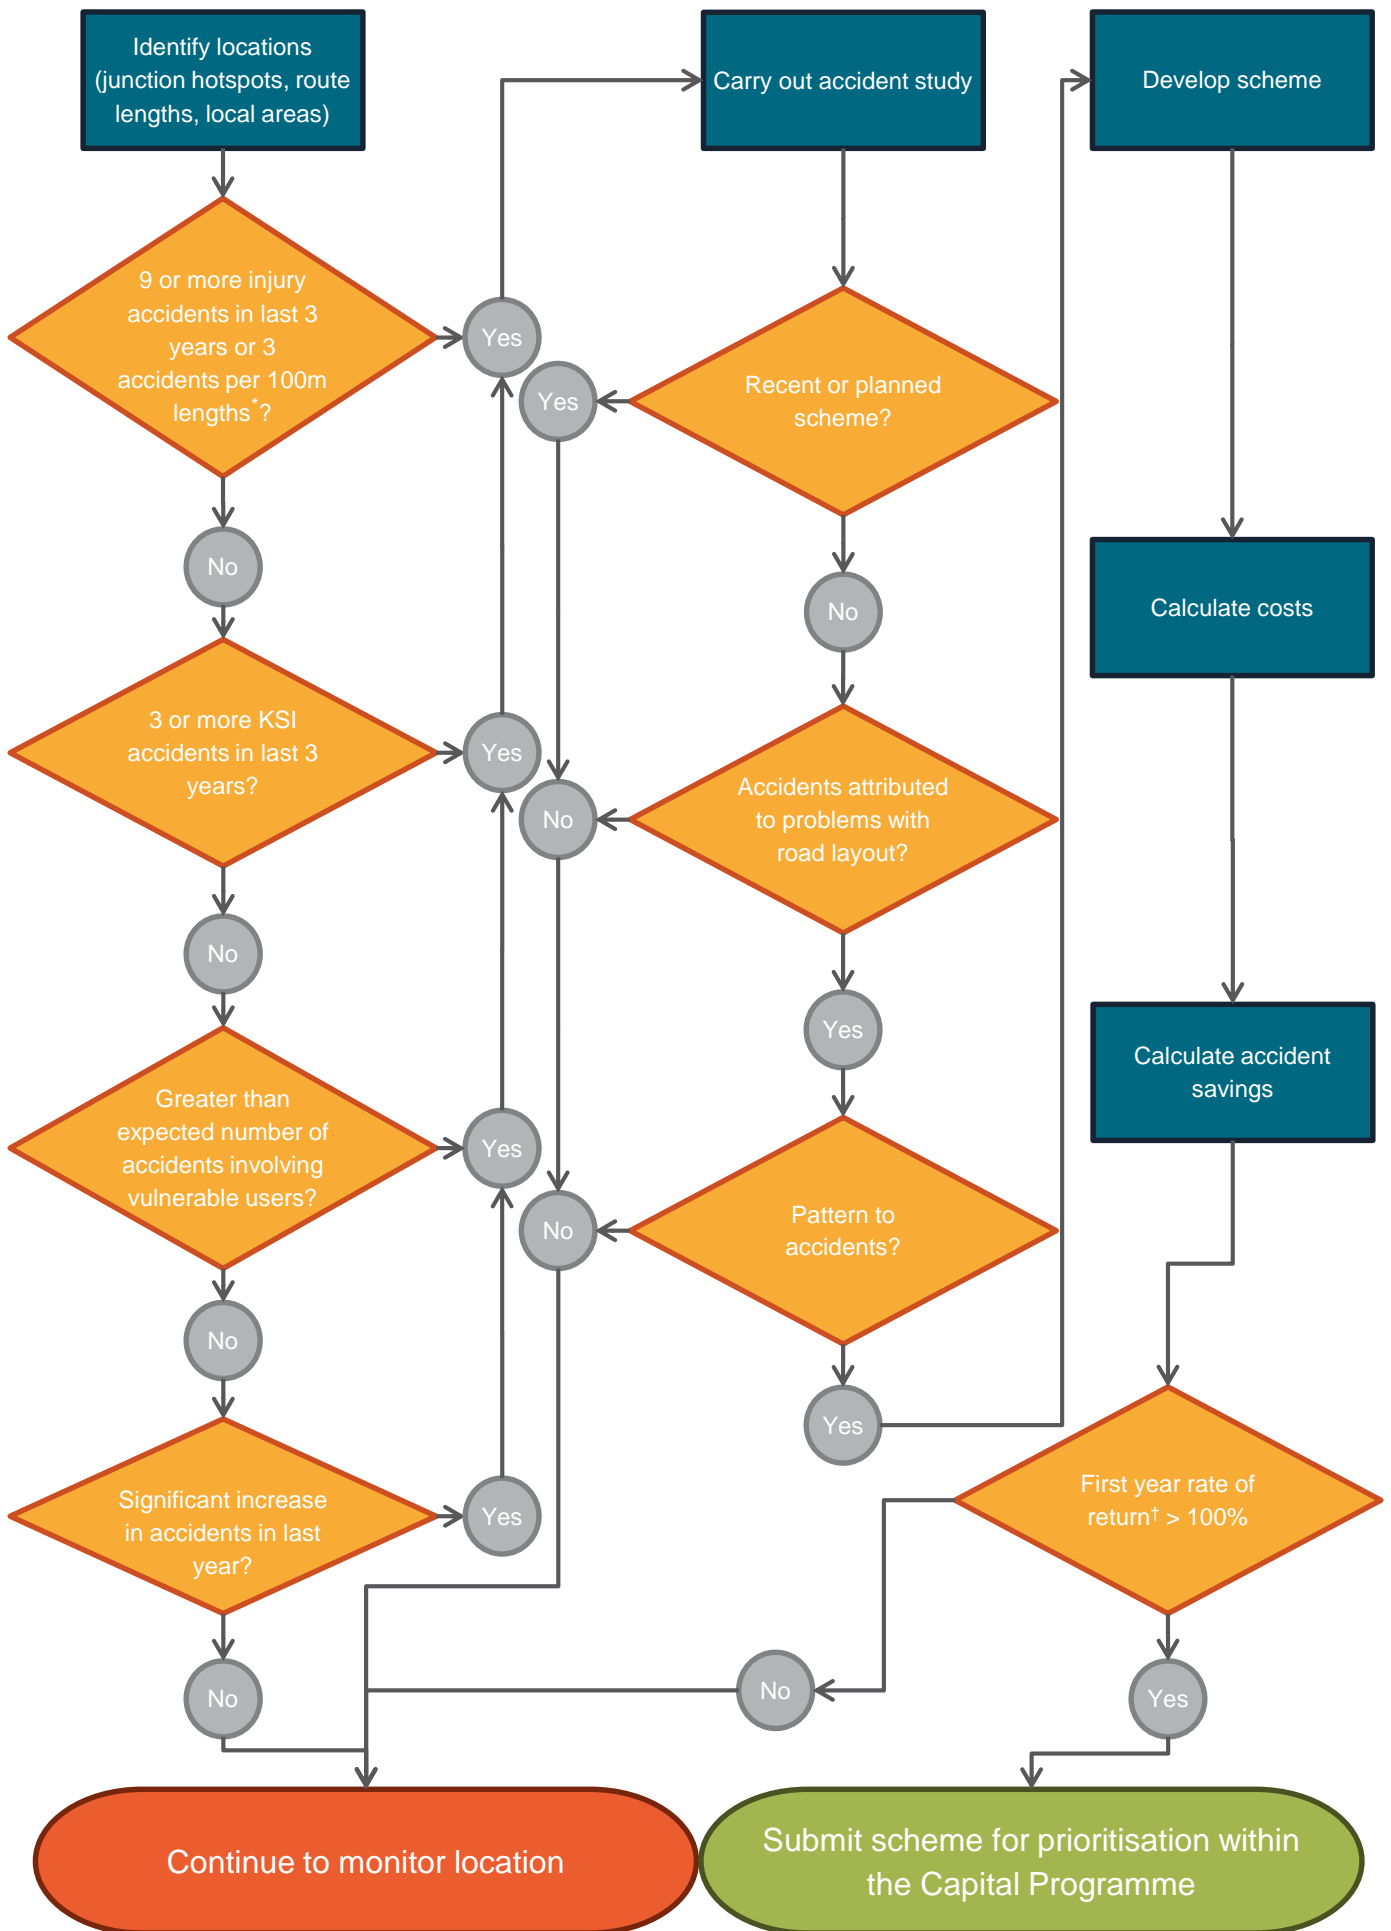 Identify locations
(junction hotspots, route
lengths, local areas)
9 or more injury
accidents in last 3
years or 3
accidents per 100m
lengths*?
Yes
No
3 or more KSI
accidents in last 3
years?
Yes
No
Greater than
expected number of
accidents involving
vulnerable users?
Yes
No
Significant increase
in accidents in last
year?
Yes
No
Carry out accident study
Recent or planned
scheme?
Yes
No
Accidents attributed
to problems with
road layout?
No
Yes
Pattern to
accidents?
No
Yes
Develop scheme
Calculate costs
Calculate accident
savings
First year rate of
return† > 100%
No
Yes
Continue to monitor location
Submit scheme for prioritisation within
the Capital Programme